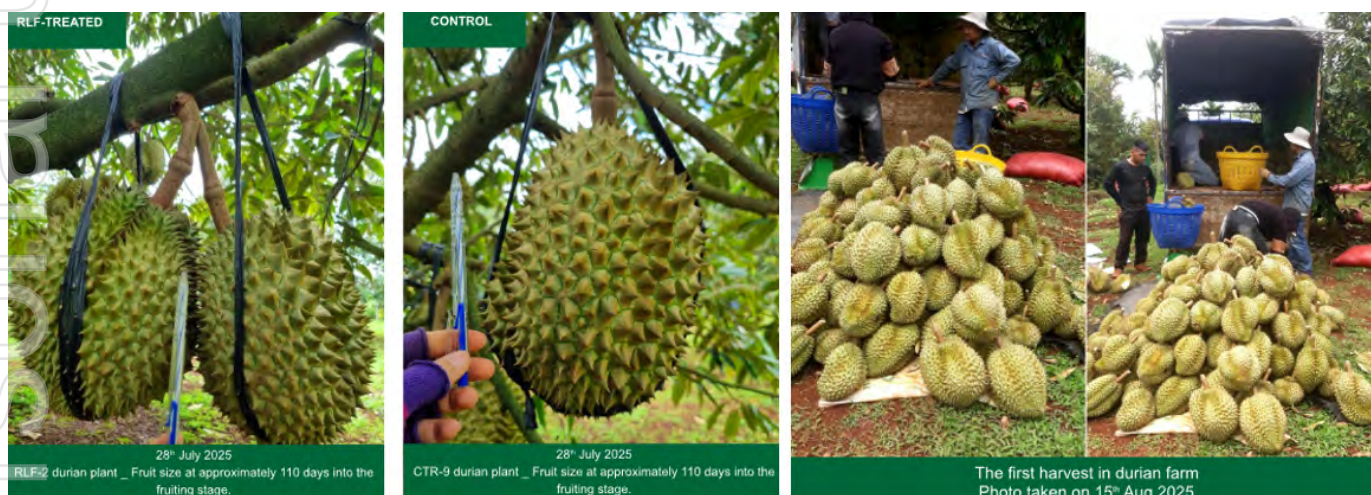 RLF-TREATED
28th July 2025
RLF-2 durian plant _ Fruit size at approximately 110 days into the
fruiting stage.
CONTROL
28th July 2025
CTR-9 durian plant _ Fruit size at approximately 110 days into the
fruiting stage.
The first harvest in durian farm
Photo taken on 15th Aug 2025